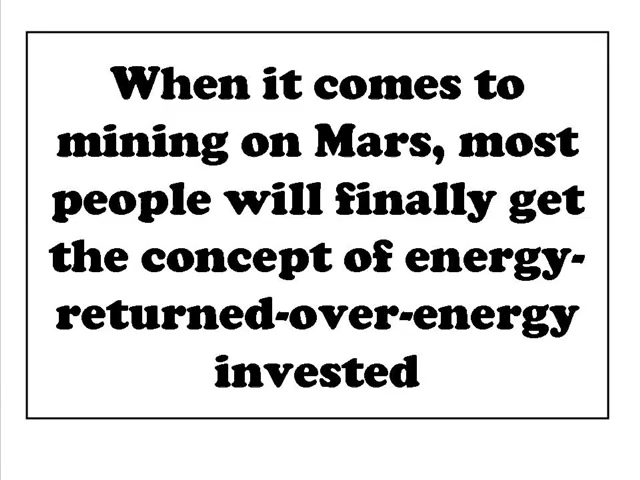 When it comes to
mining on Mars, most
people will finally get
the concept of energy-
returned-over-energy
invested